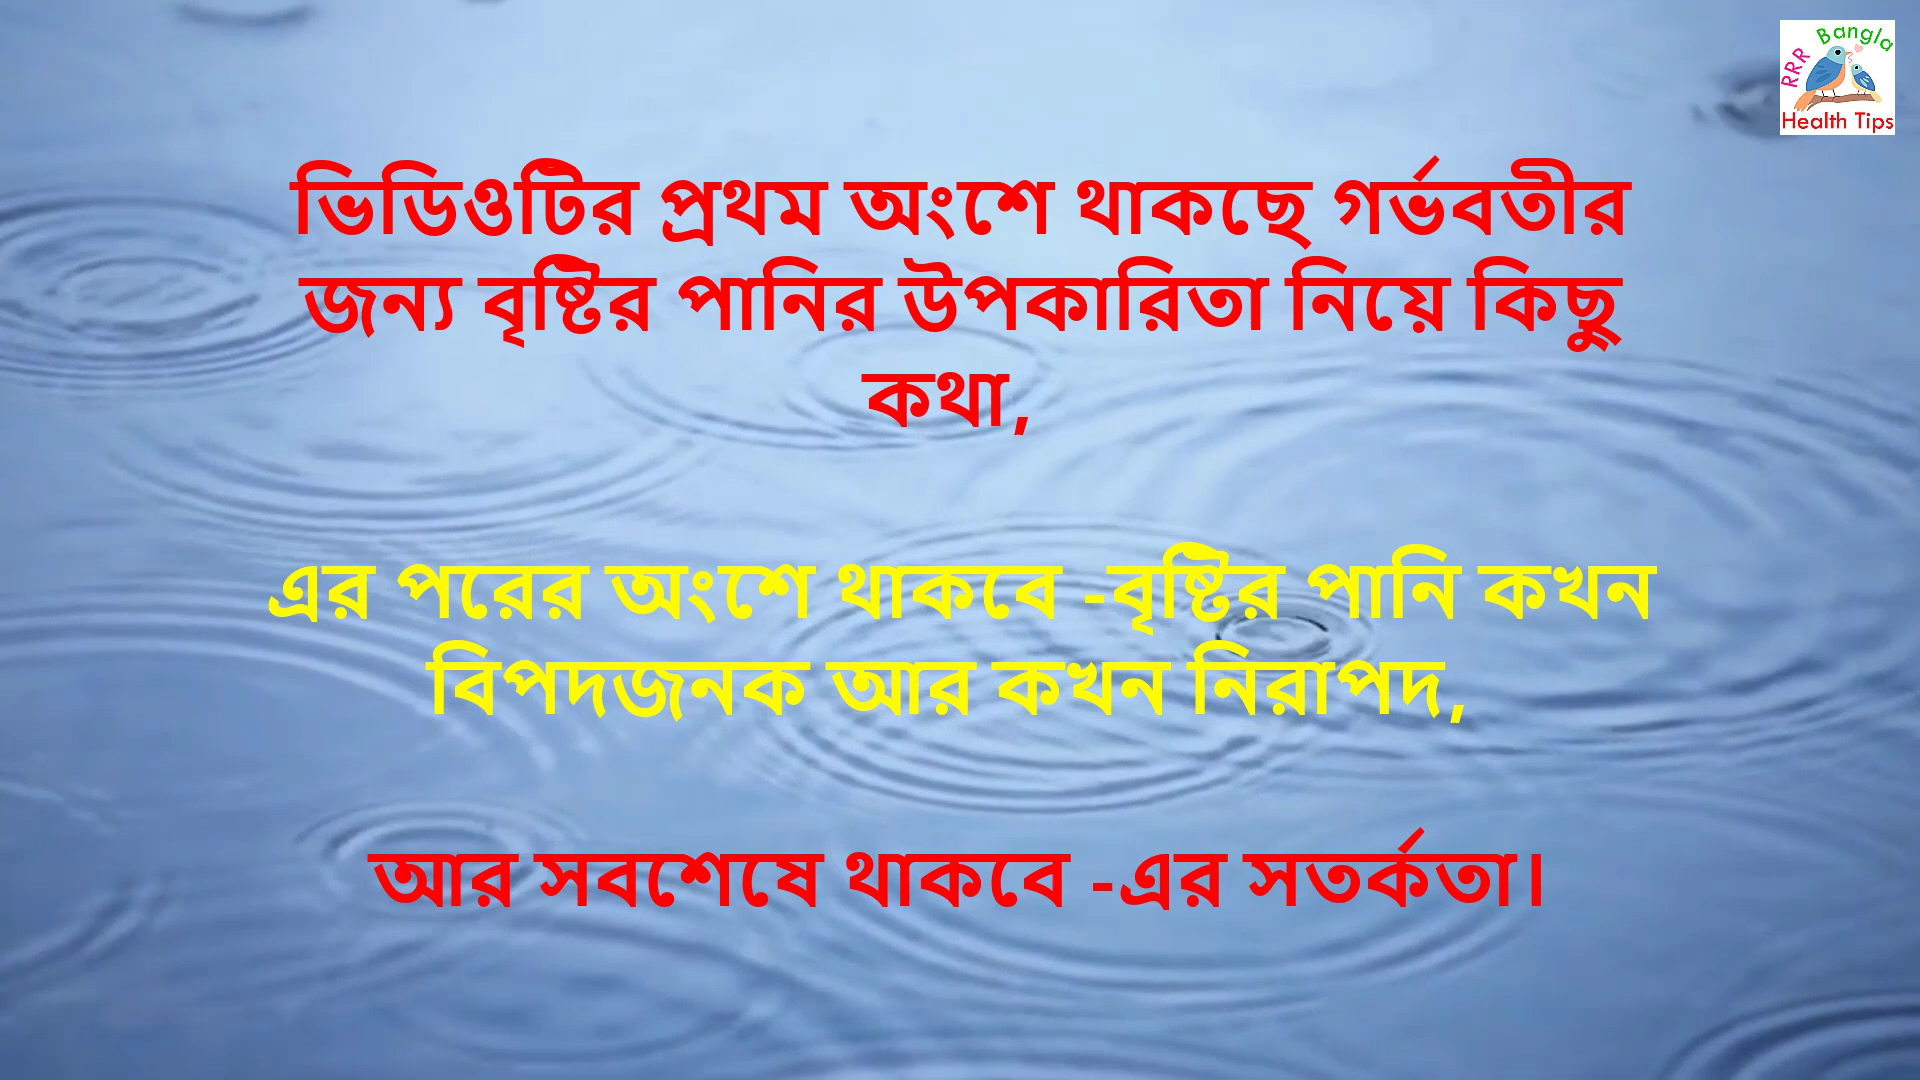 RRR Bangla
Health Tips
ভিডিওটির প্রথম অংশে থাকছে গর্ভবতীর
জন্য বৃষ্টির পানির উপকারিতা নিয়ে কিছু
কথা,
এর পরের অংশে থাকবে -বৃষ্টির পানি কখন
বিপদজনক আর কখন নিরাপদ,
আর সবশেষে থাকবে -এর সতর্কতা।